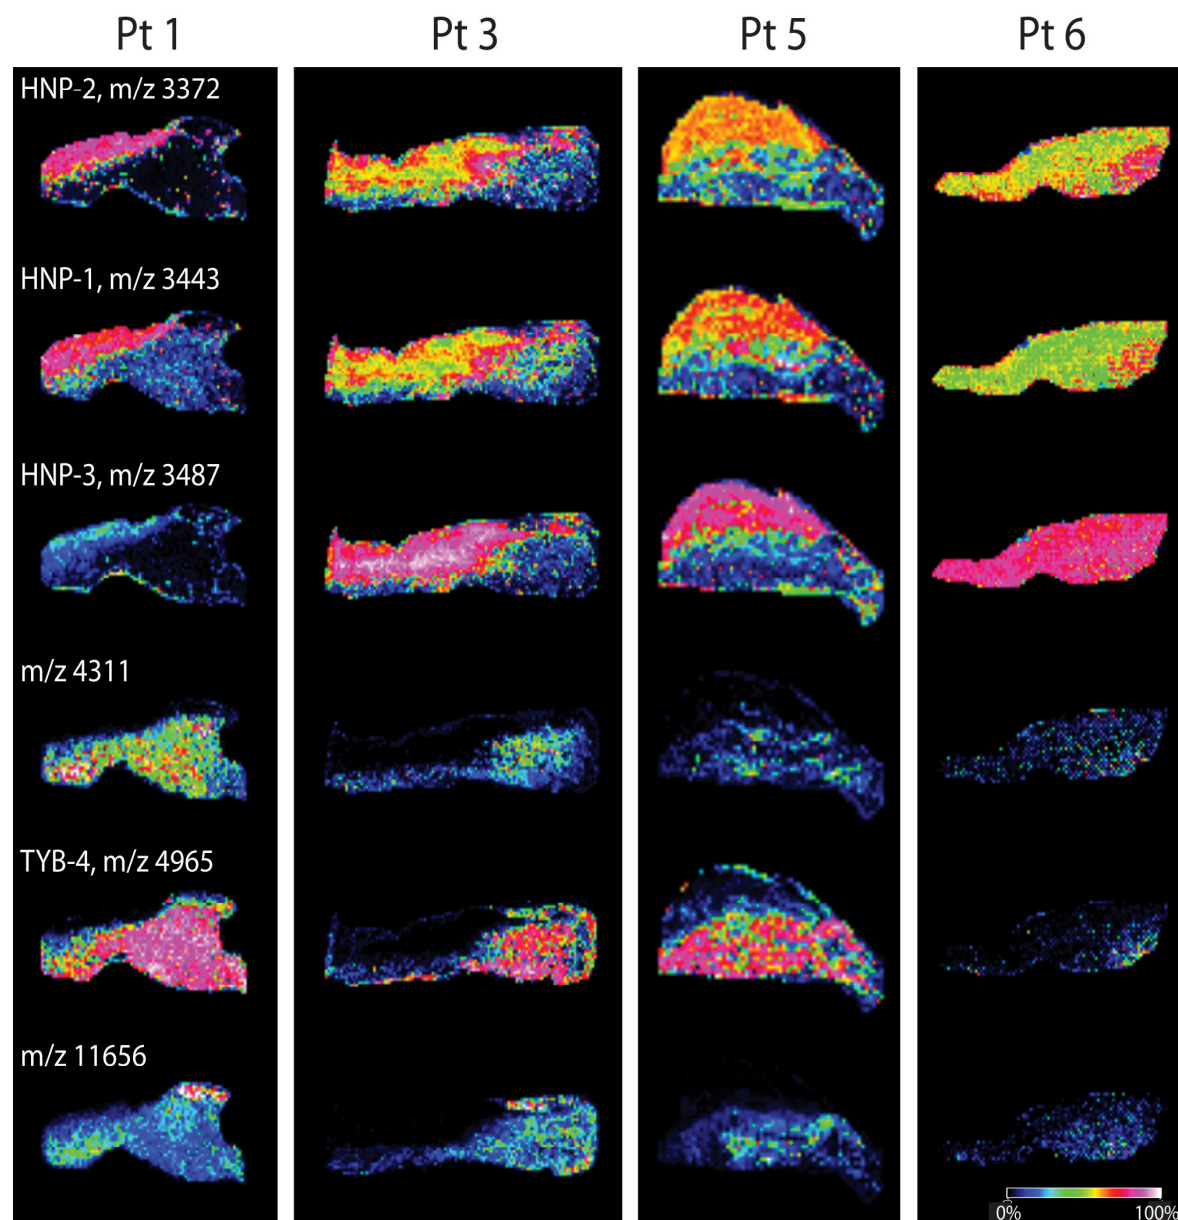 Pt 1 Pt 3 Pt 5 Pt 6
HNP-2, m/z 3372
HNP-1, m/z 3443
HNP-3, m/z 3487
m/z 4311
TYB-4, m/z 4965
m/z 11656
0% 100%